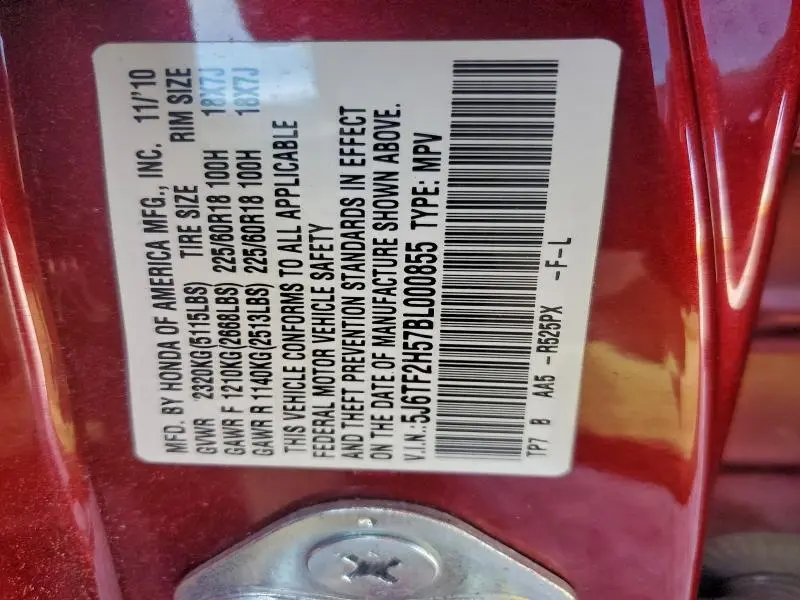 MFD. BY HONDA OF AMERICA MFG., INC. 11/'10
GVWR 2320KG(5115LBS) TIRE SIZE RIM SIZE
GAWR F 1210KG(2668LBS) 225/60R18 100H 18X7J
GAWR R 1140KG(2513LBS) 225/60R18 100H 18X7J
THIS VEHICLE CONFORMS TO ALL APPLICABLE
FEDERAL MOTOR VEHICLE SAFETY
AND THEFT PREVENTION STANDARDS IN EFFECT
ON THE DATE OF MANUFACTURE SHOWN ABOVE.
V.I.N.:5J6TF2H57BL000855 TYPE: MPV
TP7 B AA5 -R525PX -F-L